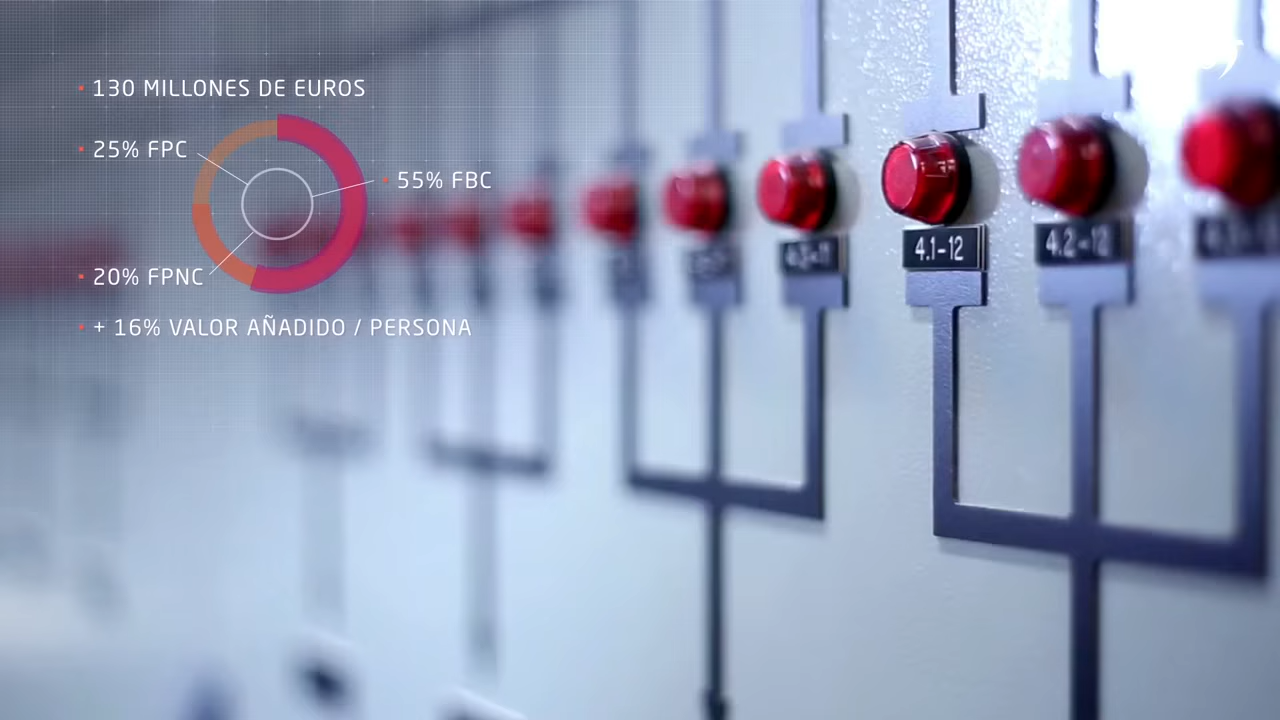 130 MILLONES DE EUROS
25% FPC
55% FBC
20% FPNC
+ 16% VALOR AÑADIDO / PERSONA
4.1-12
4.2-12